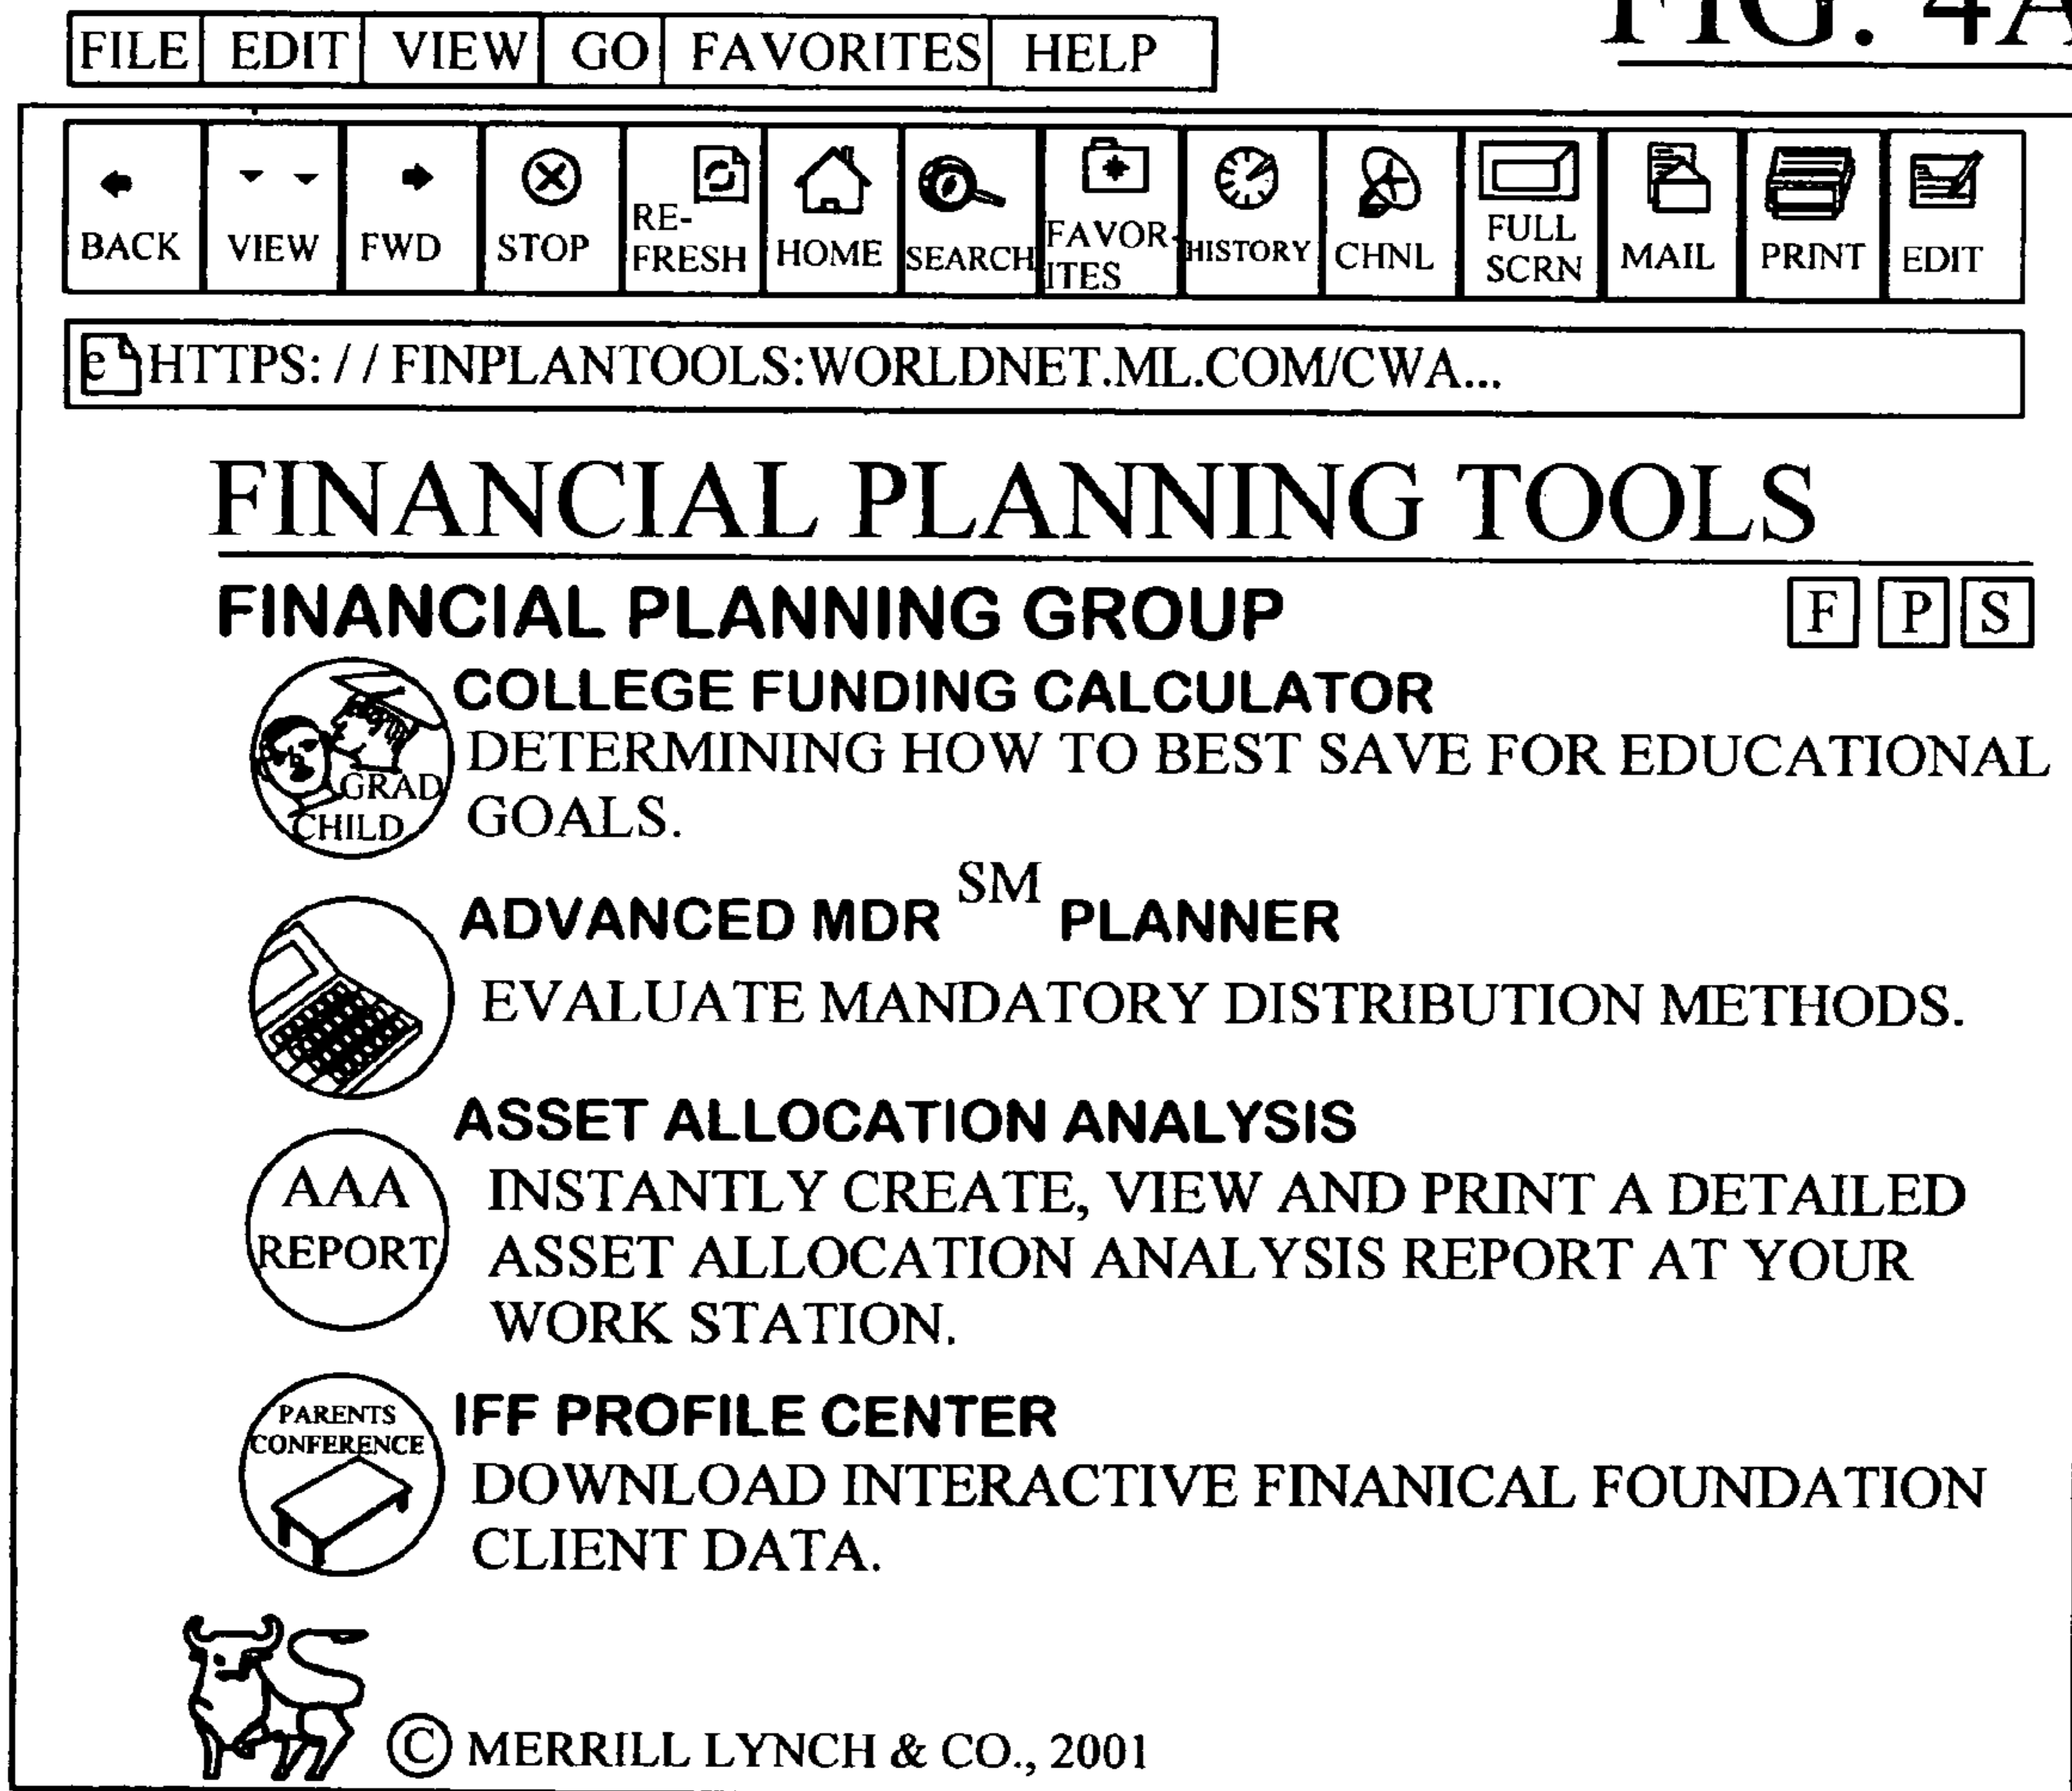 FIG. 4A
FILE EDIT VIEW GO FAVORITES HELP
BACK VIEW FWD STOP RE-FRESH HOME SEARCH FAVOR-ITES HISTORY CHNL FULL SCRN MAIL PRINT EDIT
e HTTPS: // FINPLANTOOLS:WORLDNET.ML.COM/CWA...
FINANCIAL PLANNING TOOLS
FINANCIAL PLANNING GROUP F P S
COLLEGE FUNDING CALCULATOR
DETERMINING HOW TO BEST SAVE FOR EDUCATIONAL
GOALS.
GRAD
CHILD
ADVANCED MDR SM PLANNER
EVALUATE MANDATORY DISTRIBUTION METHODS.
ASSET ALLOCATION ANALYSIS
AAA
REPORT
INSTANTLY CREATE, VIEW AND PRINT A DETAILED
ASSET ALLOCATION ANALYSIS REPORT AT YOUR
WORK STATION.
PARENTS
CONFERENCE
IFF PROFILE CENTER
DOWNLOAD INTERACTIVE FINANICAL FOUNDATION
CLIENT DATA.
© MERRILL LYNCH & CO., 2001